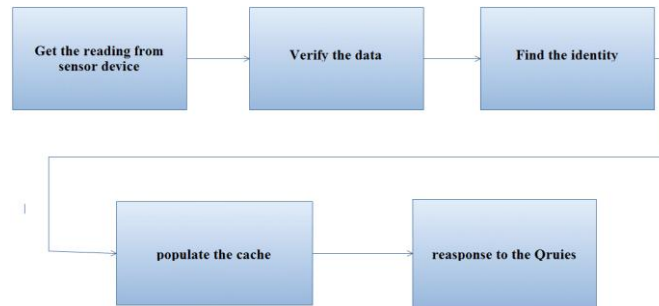 Get the reading from
sensor device
Verify the data
Find the identity
populate the cache
reasponse to the Qruies